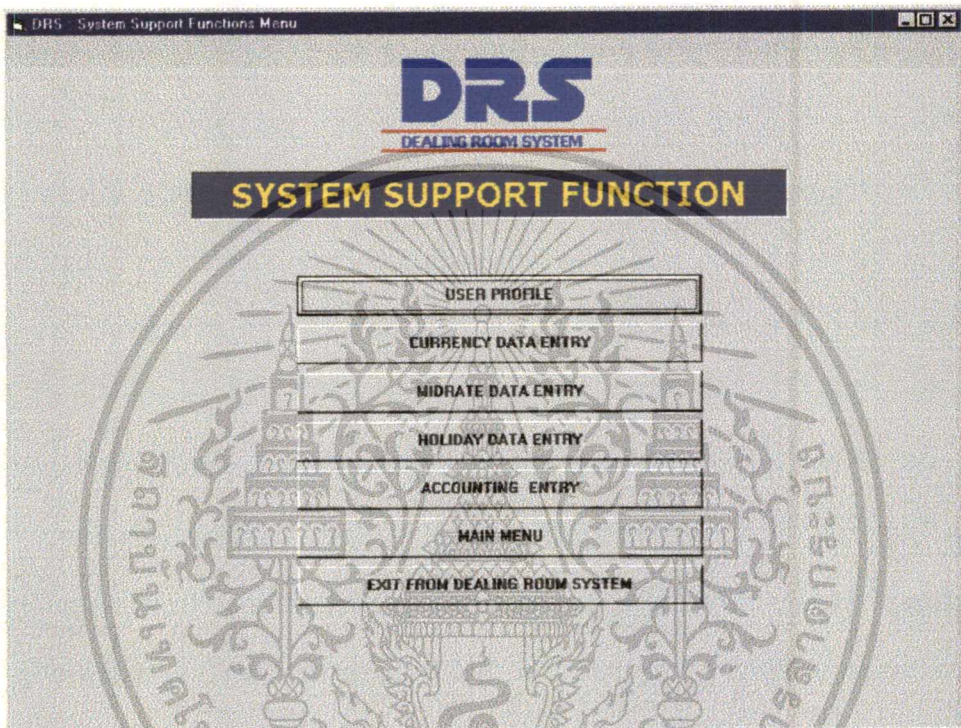 DRS - System Support Functions Menu
DRS
DEALING ROOM SYSTEM
SYSTEM SUPPORT FUNCTION
USER PROFILE
CURRENCY DATA ENTRY
MIDRATE DATA ENTRY
HOLIDAY DATA ENTRY
ACCOUNTING ENTRY
MAIN MENU
EXIT FROM DEALING ROOM SYSTEM